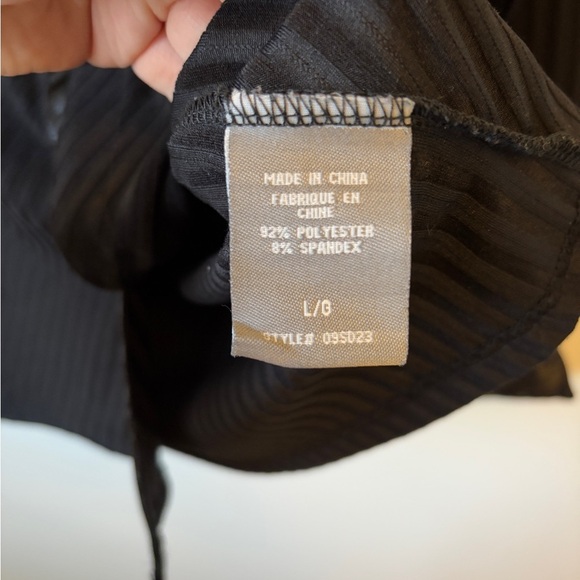 MADE IN CHINA
FABRIQUE EN
CHINE
92% POLYESTER
8% SPANDEX
L/G
STYLE# 09SD23